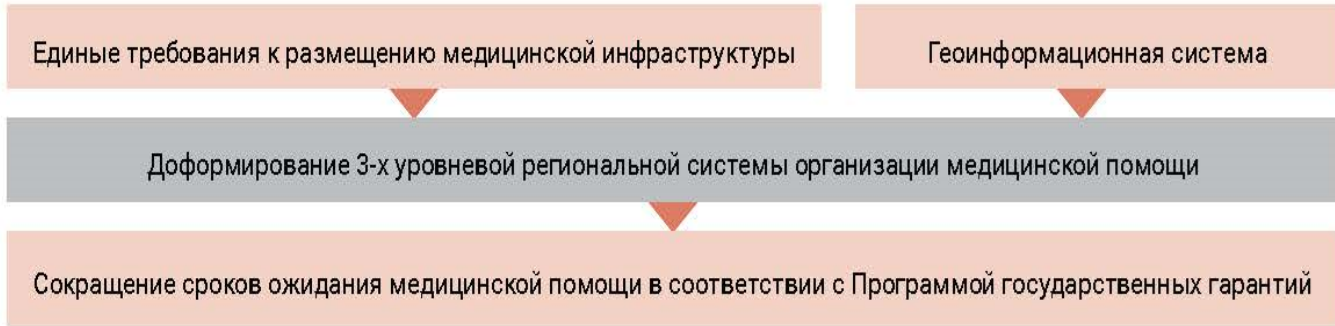 Единые требования к размещению медицинской инфраструктуры
Геоинформационная система
Доформирование 3-х уровневой региональной системы организации медицинской помощи
Сокращение сроков ожидания медицинской помощи в соответствии с Программой государственных гарантий